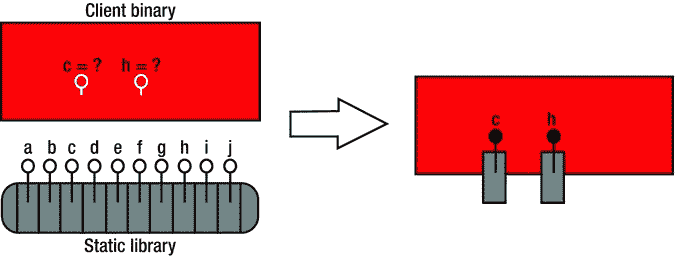 Client binary
c = ? h = ?
a b c d e f g h i j
Static library
c h